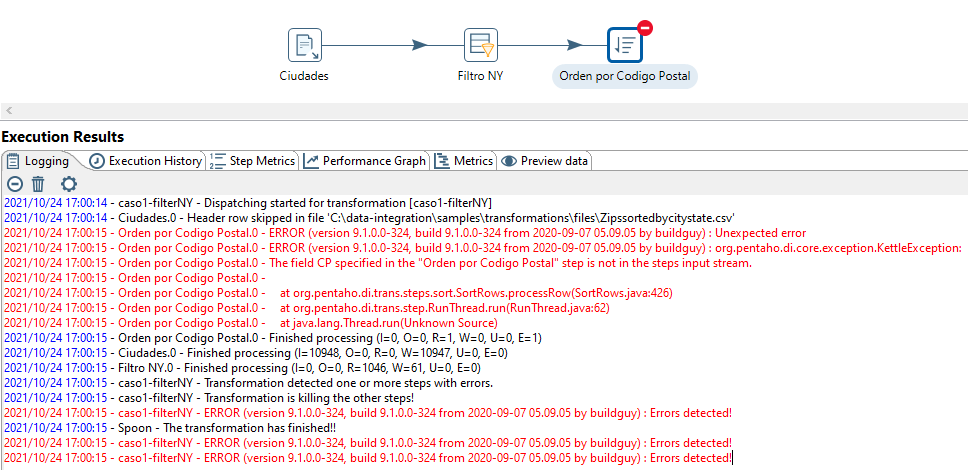 Ciudades
Filtro NY
Orden por Codigo Postal
Execution Results
Logging
Execution History
Step Metrics
Performance Graph
Metrics
Preview data
2021/10/24 17:00:14 - caso1-filterNY - Dispatching started for transformation [caso1-filterNY]
2021/10/24 17:00:14 - Ciudades.0 - Header row skipped in file 'C:\data-integration\samples\transformations\files\Zipssortedbycitystate.csv'
2021/10/24 17:00:15 - Orden por Codigo Postal.0 - ERROR (version 9.1.0.0-324, build 9.1.0.0-324 from 2020-09-07 05.09.05 by buildguy) : Unexpected error
2021/10/24 17:00:15 - Orden por Codigo Postal.0 - ERROR (version 9.1.0.0-324, build 9.1.0.0-324 from 2020-09-07 05.09.05 by buildguy) : org.pentaho.di.core.exception.KettleException:
2021/10/24 17:00:15 - Orden por Codigo Postal.0 - The field CP specified in the "Orden por Codigo Postal" step is not in the steps input stream.
2021/10/24 17:00:15 - Orden por Codigo Postal.0 -
2021/10/24 17:00:15 - Orden por Codigo Postal.0 - at org.pentaho.di.trans.steps.sort.SortRows.processRow(SortRows.java:426)
2021/10/24 17:00:15 - Orden por Codigo Postal.0 - at org.pentaho.di.trans.step.RunThread.run(RunThread.java:62)
2021/10/24 17:00:15 - Orden por Codigo Postal.0 - at java.lang.Thread.run(Unknown Source)
2021/10/24 17:00:15 - Orden por Codigo Postal.0 - Finished processing (I=0, O=0, R=1, W=0, U=0, E=1)
2021/10/24 17:00:15 - Ciudades.0 - Finished processing (I=10948, O=0, R=0, W=10947, U=0, E=0)
2021/10/24 17:00:15 - Filtro NY.0 - Finished processing (I=0, O=0, R=1046, W=61, U=0, E=0)
2021/10/24 17:00:15 - caso1-filterNY - Transformation detected one or more steps with errors.
2021/10/24 17:00:15 - caso1-filterNY - Transformation is killing the other steps!
2021/10/24 17:00:15 - caso1-filterNY - ERROR (version 9.1.0.0-324, build 9.1.0.0-324 from 2020-09-07 05.09.05 by buildguy) : Errors detected!
2021/10/24 17:00:15 - Spoon - The transformation has finished!!
2021/10/24 17:00:15 - caso1-filterNY - ERROR (version 9.1.0.0-324, build 9.1.0.0-324 from 2020-09-07 05.09.05 by buildguy) : Errors detected!
2021/10/24 17:00:15 - caso1-filterNY - ERROR (version 9.1.0.0-324, build 9.1.0.0-324 from 2020-09-07 05.09.05 by buildguy) : Errors detected!